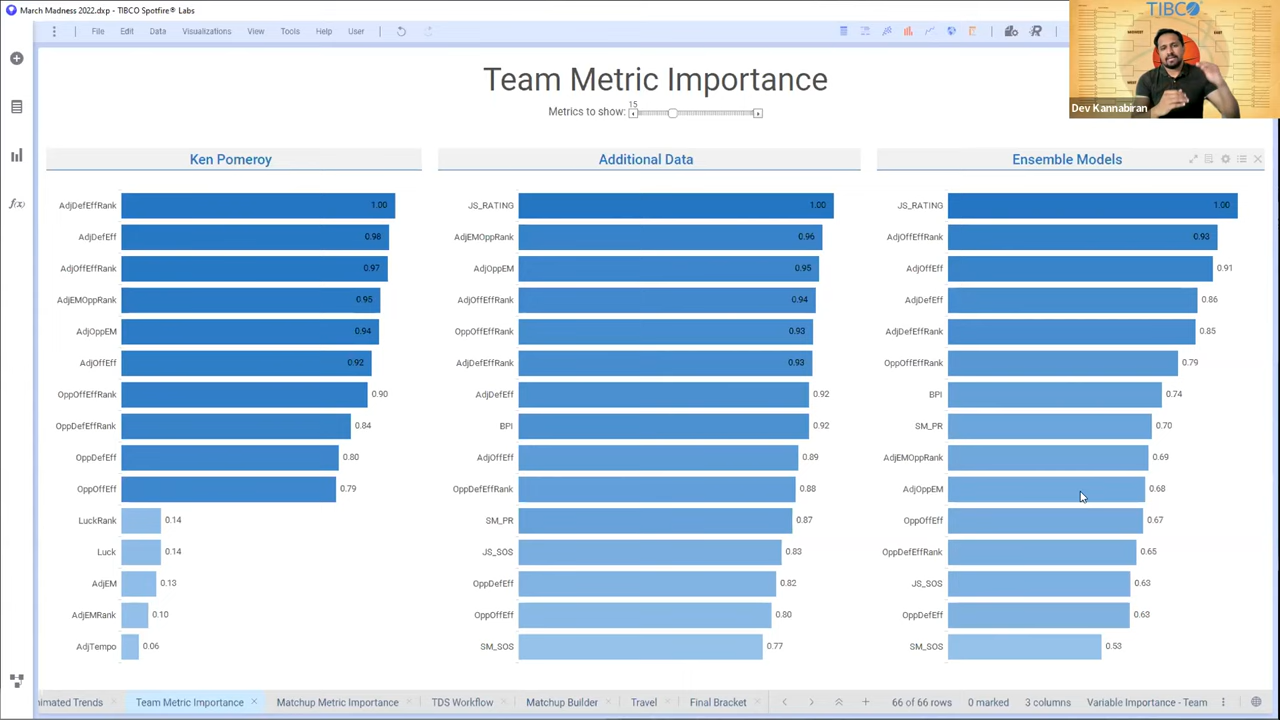 March Madness 2022.dxp - TIBCO Spotfire® Labs
File Edit Data Visualizations View Tools Help User
TIBCO
Dev Kannabiran
Team Metric Importance
15
Metrics to show:
Ken Pomeroy
AdjDefEffRank 1.00
AdjDefEff 0.98
AdjOffEffRank 0.97
AdjEMOppRank 0.95
AdjOppEM 0.94
AdjOffEff 0.92
OppOffEffRank 0.90
OppDefEffRank 0.84
OppDefEff 0.80
OppOffEff 0.79
LuckRank 0.14
Luck 0.14
AdjEM 0.13
AdjEMRank 0.10
AdjTempo 0.06
Additional Data
JS_RATING 1.00
AdjEMOppRank 0.96
AdjOppEM 0.95
AdjOffEffRank 0.94
OppOffEffRank 0.93
AdjDefEffRank 0.93
AdjDefEff 0.92
BPI 0.92
AdjOffEff 0.89
OppDefEffRank 0.88
SM_PR 0.87
JS_SOS 0.83
OppDefEff 0.82
OppOffEff 0.80
SM_SOS 0.77
Ensemble Models
JS_RATING 1.00
AdjOffEffRank 0.93
AdjOffEff 0.91
AdjDefEff 0.86
AdjDefEffRank 0.85
OppOffEffRank 0.79
BPI 0.74
SM_PR 0.70
AdjEMOppRank 0.69
AdjOppEM 0.68
OppOffEff 0.67
OppDefEffRank 0.65
JS_SOS 0.63
OppDefEff 0.63
SM_SOS 0.53
nimated Trends Team Metric Importance Matchup Metric Importance TDS Workflow Matchup Builder Travel Final Bracket 66 of 66 rows 0 marked 3 columns Variable Importance - Team